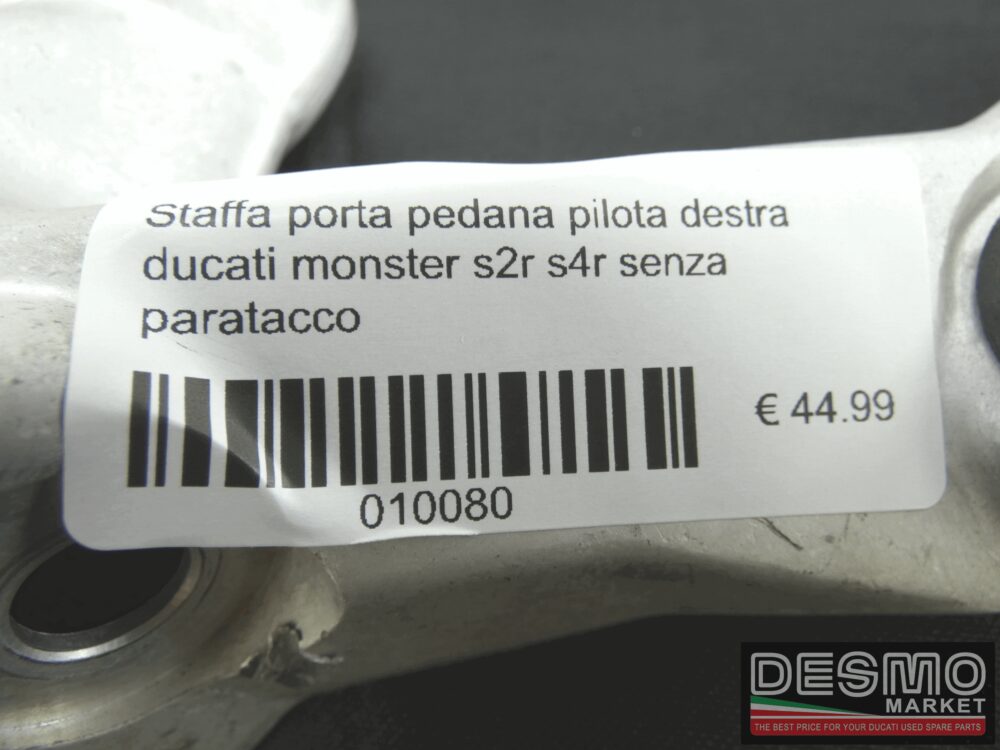 Staffa porta pedana pilota destra
ducati monster s2r s4r senza
paratacco
€ 44.99
010080
DESMO
MARKET
THE BEST PRICE FOR YOUR DUCATI USED SPARE PARTS